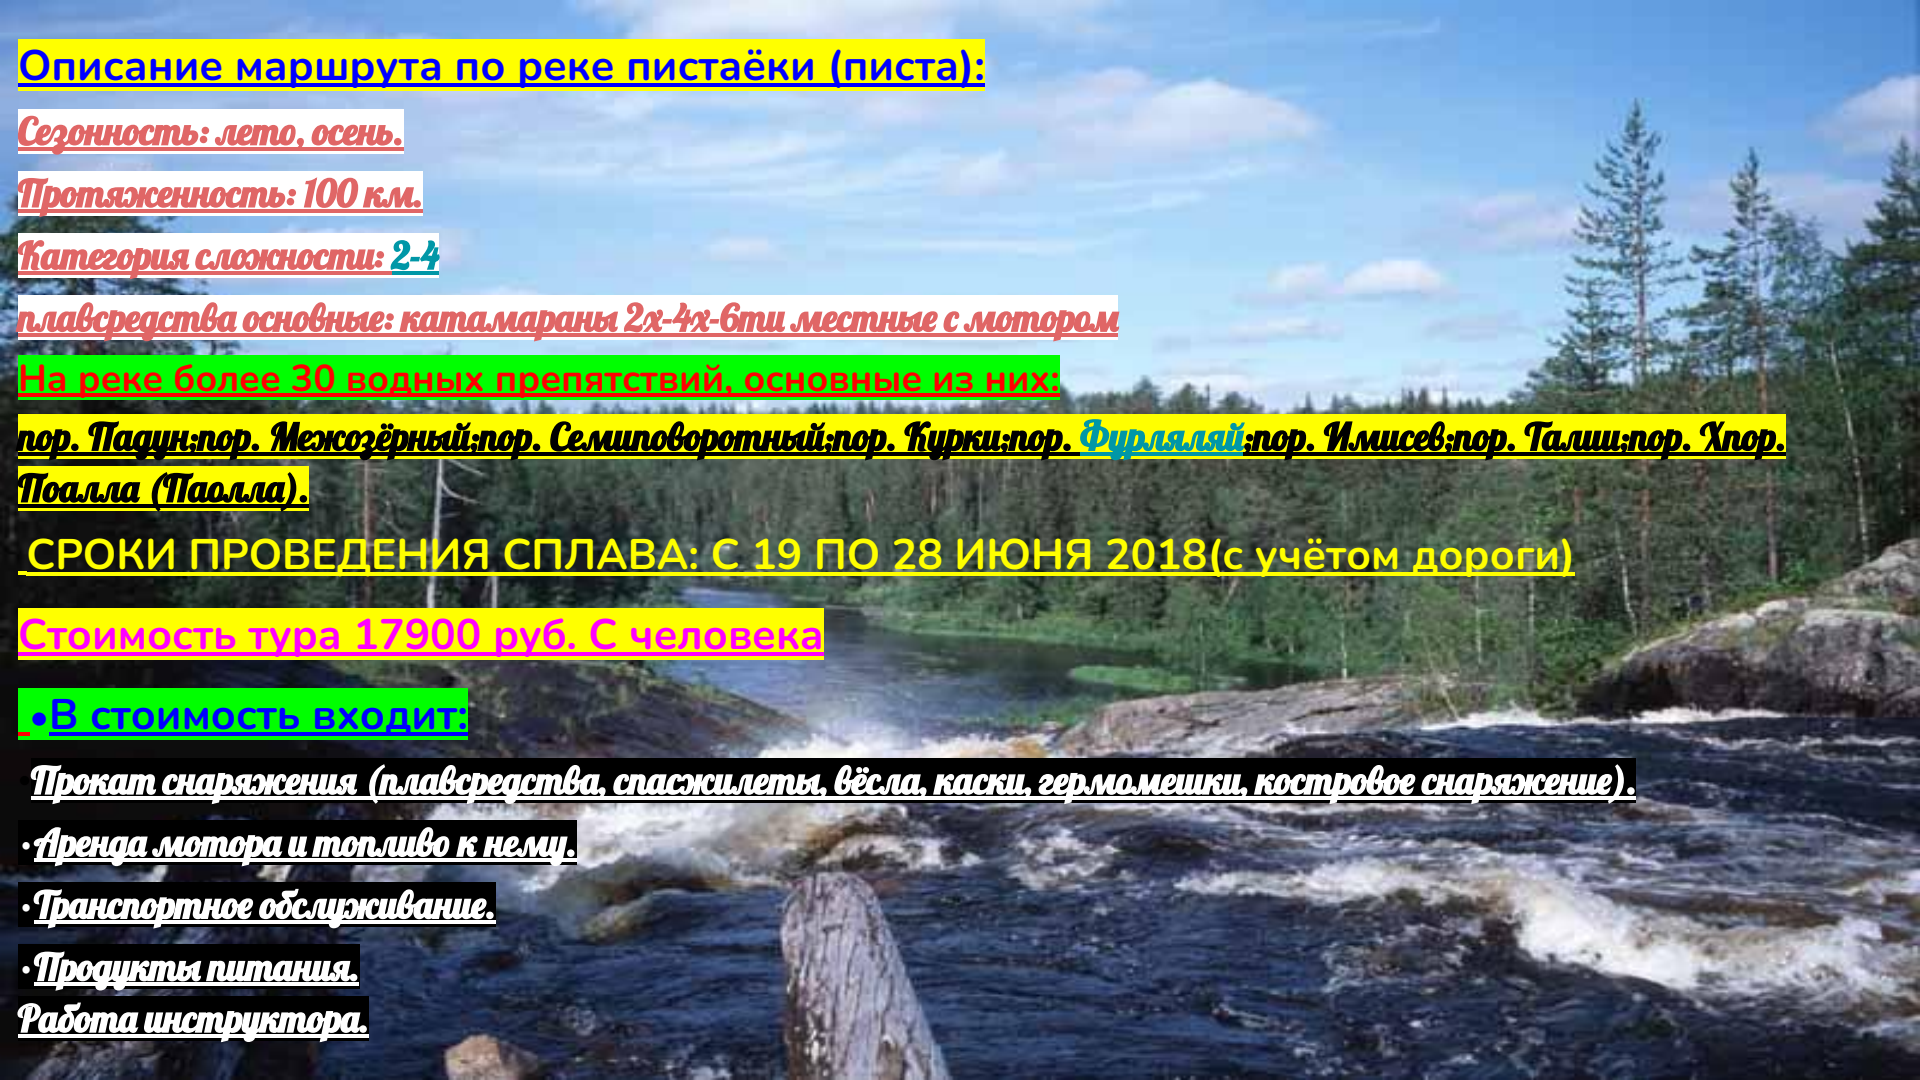 Описание маршрута по реке пистаёки (писта):
Сезонность: лето, осень.
Протяженность: 100 км.
Категория сложности: 2-4
плавсредства основные: катамараны 2х-4х-6ти местные с мотором
На реке более 30 водных препятствий, основные из них:
пор. Падун;пор. Межозёрный;пор. Семиповоротный;пор. Курки;пор. Фурляляй;пор. Имисев;пор. Талии;пор. Хпор.
Поалла (Паолла).
СРОКИ ПРОВЕДЕНИЯ СПЛАВА: С 19 ПО 28 ИЮНЯ 2018(с учётом дороги)
Стоимость тура 17900 руб. С человека
•В стоимость входит:
·Прокат снаряжения (плавсредства, спасжилеты, вёсла, каски, гермомешки, костровое снаряжение).
·Аренда мотора и топливо к нему.
·Транспортное обслуживание.
·Продукты питания.
Работа инструктора.